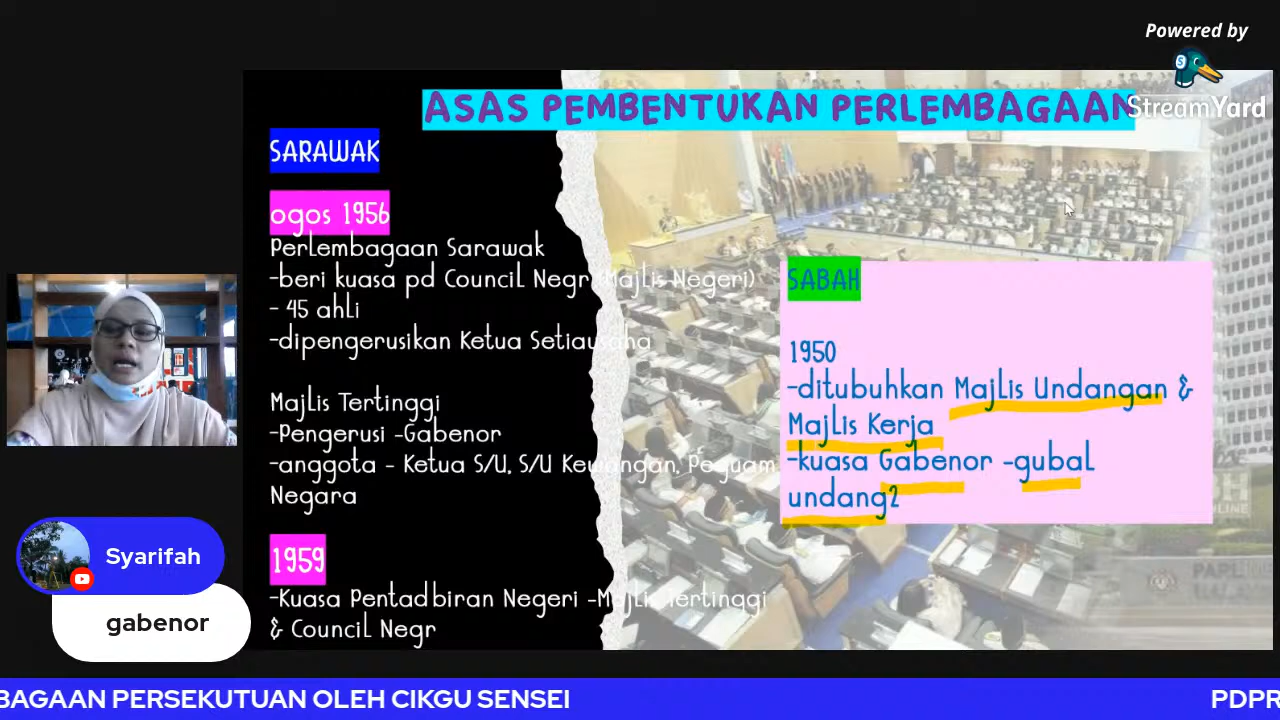 Powered by
StreamYard
ASAS PEMBENTUKAN PERLEMBAGAAN
SARAWAK
ogos 1956
Perlembagaan Sarawak
-beri kuasa pd Council Negri (Majlis Negeri)
- 45 ahli
-dipengerusikan Ketua Setiausaha
Majlis Tertinggi
-Pengerusi -Gabenor
-anggota - Ketua S/U, S/U Kewangan, Peguam
Negara
1959
-Kuasa Pentadbiran Negeri -Majlis Tertinggi
& Council Negr
SABAH
1950
-ditubuhkan Majlis Undangan &
Majlis Kerja
-kuasa Gabenor -gubal
undang2
Syarifah
gabenor
BAGAAN PERSEKUTUAN OLEH CIKGU SENSEI
PDPR